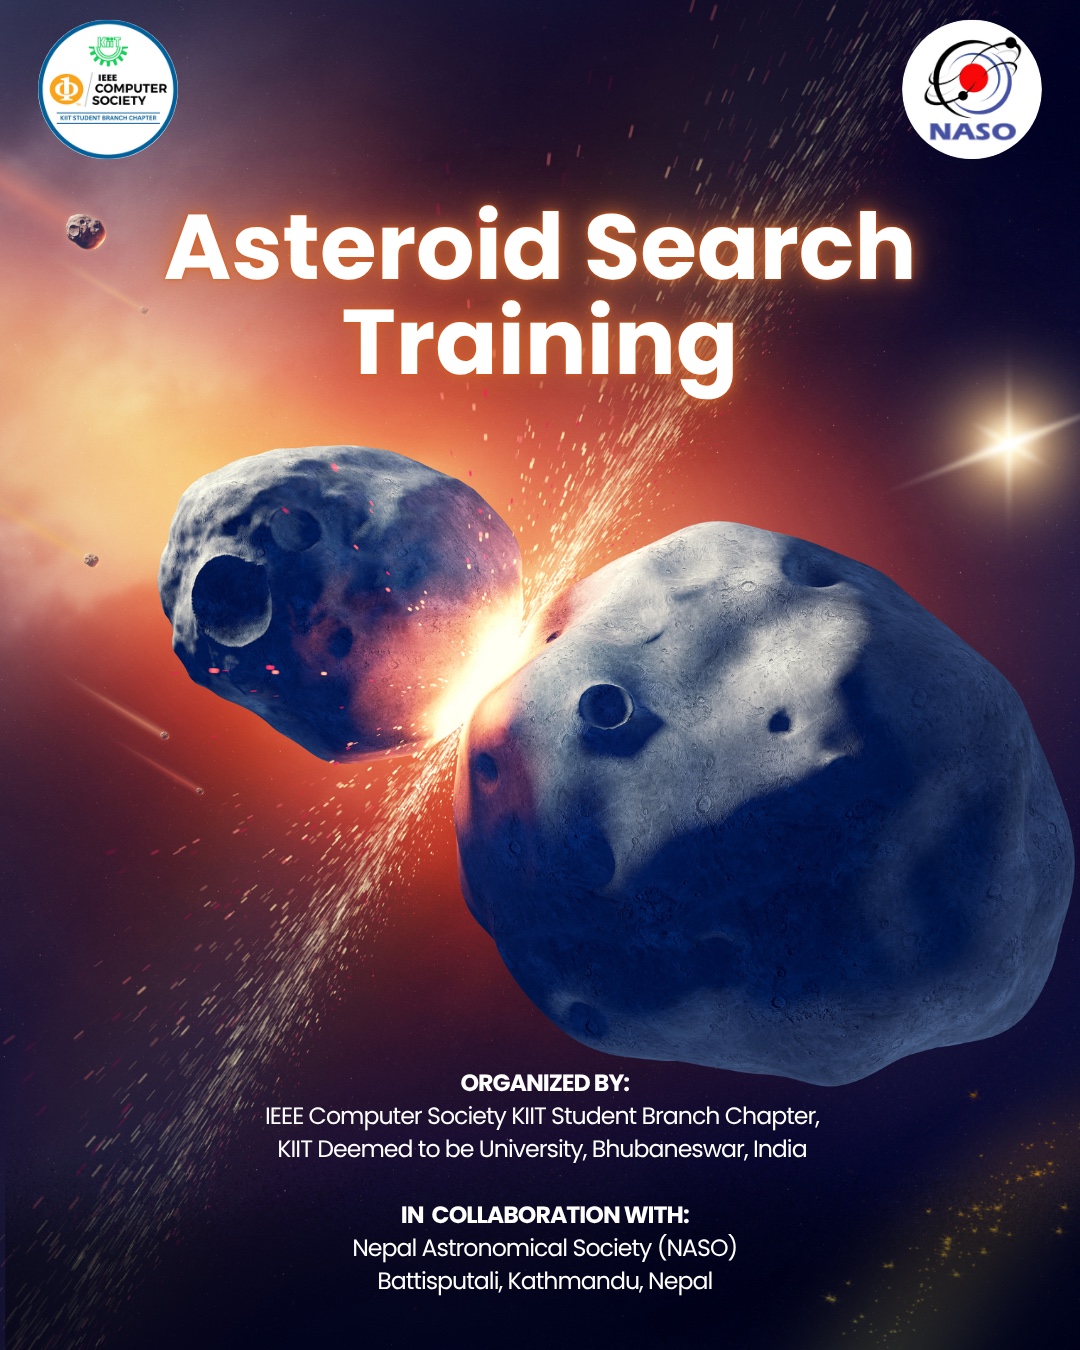 KiiT
IEEE
COMPUTER
SOCIETY
KIIT STUDENT BRANCH CHAPTER
NASO
Asteroid Search
Training
ORGANIZED BY:
IEEE Computer Society KIIT Student Branch Chapter,
KIIT Deemed to be University, Bhubaneswar, India
IN COLLABORATION WITH:
Nepal Astronomical Society (NASO)
Battisputali, Kathmandu, Nepal